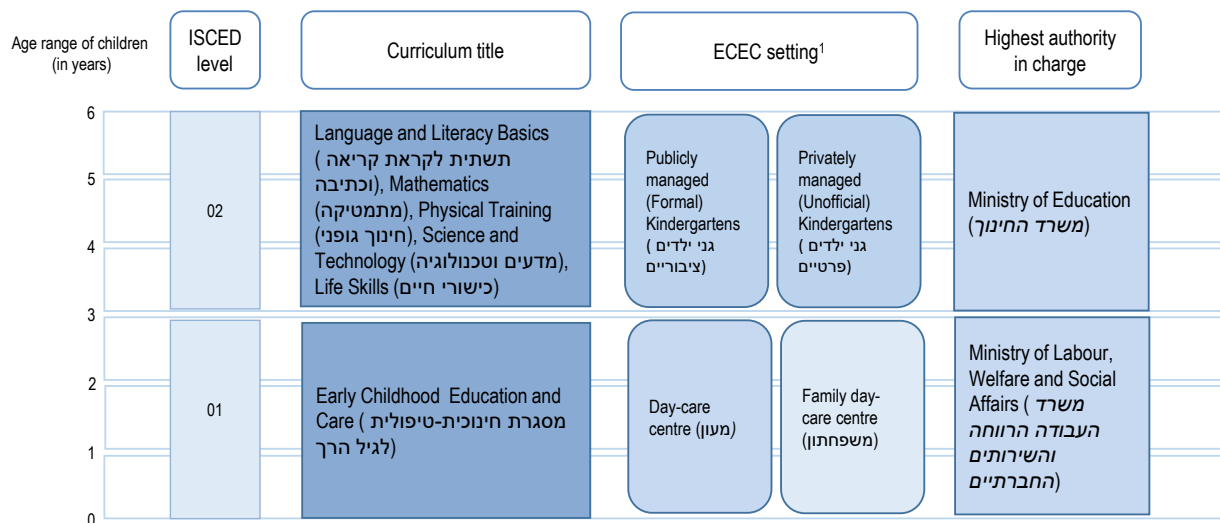 Age range of children
(in years)
ISCED
level
Curriculum title
ECEC setting1
Highest authority
in charge
6
5
4
3
2
1
0
02
Language and Literacy Basics
( תשתית לקראת קריאה
וכתיבה), Mathematics
(מתמטיקה), Physical Training
(חינוך גופני), Science and
Technology (מדעים וטכנולוגיה),
Life Skills (כישורי חיים)
Publicly
managed
(Formal)
Kindergartens
( גני ילדים
ציבוריים)
Privately
managed
(Unofficial)
Kindergartens
( גני ילדים
פרטיים)
Ministry of Education
(משרד החינוך)
01
Early Childhood Education and
Care ( מסגרת חינוכית-טיפולית
לגיל הרך)
Day-care
centre (מעון)
Family day-
care centre
(משפחתון)
Ministry of Labour,
Welfare and Social
Affairs ( משרד
העבודה הרווחה
והשירותים
החברתיים)